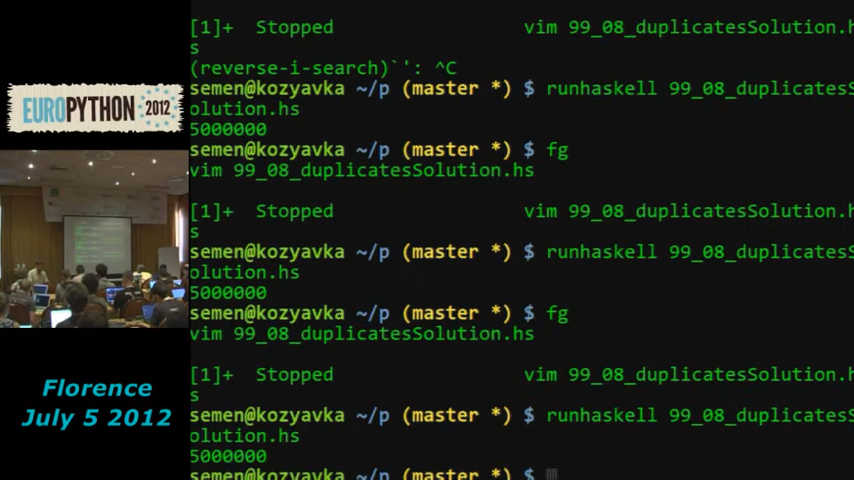 EUROPYTHON 2012
Florence
July 5 2012
[1]+  Stopped                 vim 99_08_duplicatesSolution.h
s
(reverse-i-search)`': ^C
semen@kozyavka ~/p (master *) $ runhaskell 99_08_duplicatesS
olution.hs
5000000
semen@kozyavka ~/p (master *) $ fg
vim 99_08_duplicatesSolution.hs
[1]+  Stopped                 vim 99_08_duplicatesSolution.h
s
semen@kozyavka ~/p (master *) $ runhaskell 99_08_duplicatesS
olution.hs
5000000
semen@kozyavka ~/p (master *) $ fg
vim 99_08_duplicatesSolution.hs
[1]+  Stopped                 vim 99_08_duplicatesSolution.h
s
semen@kozyavka ~/p (master *) $ runhaskell 99_08_duplicatesS
olution.hs
5000000
semen@kozyavka ~/p (master *) $